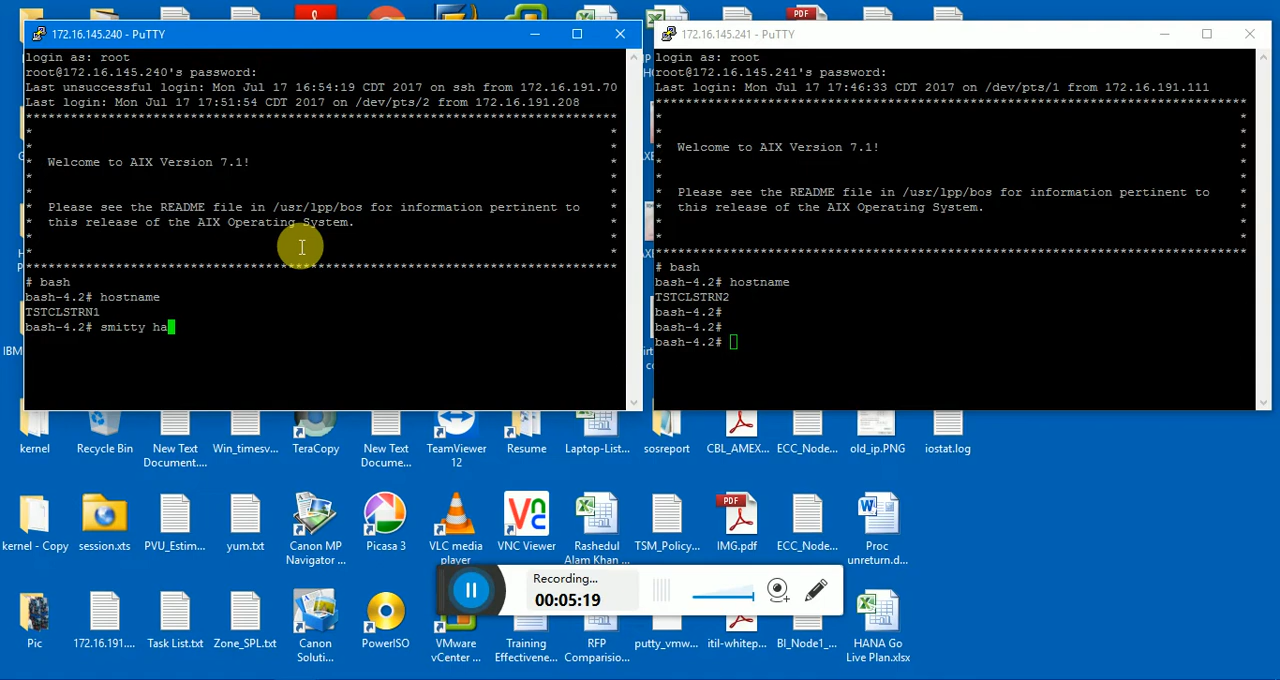 172.16.145.240 - PuTTY
login as: root
root@172.16.145.240's password:
Last unsuccessful login: Mon Jul 17 16:54:19 CDT 2017 on ssh from 172.16.191.70
Last login: Mon Jul 17 17:51:54 CDT 2017 on /dev/pts/2 from 172.16.191.208
*******************************************************************************
* *
* *
* Welcome to AIX Version 7.1! *
* *
* *
* Please see the README file in /usr/lpp/bos for information pertinent to *
* this release of the AIX Operating System. *
* *
* *
*******************************************************************************
# bash
bash-4.2# hostname
TSTCLSTRN1
bash-4.2# smitty ha
172.16.145.241 - PuTTY
login as: root
root@172.16.145.241's password:
Last login: Mon Jul 17 17:46:33 CDT 2017 on /dev/pts/1 from 172.16.191.111
*******************************************************************************
* *
* *
* Welcome to AIX Version 7.1! *
* *
* *
* Please see the README file in /usr/lpp/bos for information pertinent to *
* this release of the AIX Operating System. *
* *
* *
*******************************************************************************
# bash
bash-4.2# hostname
TSTCLSTRN2
bash-4.2#
bash-4.2#
bash-4.2#
PDF
IBM
kernel
Recycle Bin
New Text
Document....
Win_timesv...
TeraCopy
New Text
Docume...
TeamViewer
12
Resume
Laptop-List...
sosreport
CBL_AMEX...
ECC_Node...
old_ip.PNG
iostat.log
kernel - Copy
session.xts
PVU_Estim...
yum.txt
Canon MP
Navigator ...
Picasa 3
VLC media
player
VNC Viewer
Rashedul
Alam Khan ...
TSM_Policy...
PDF
IMG.pdf
ECC_Node...
Proc
unreturn.d...
Recording...
00:05:19
Pic
172.16.191....
Task List.txt
Zone_SPL.txt
Canon
Soluti...
PowerISO
VMware
vCenter ...
Training
Effectivene...
RFP
Comparisio...
putty_vmw...
itil-whitep...
BI_Node1_...
HANA Go
Live Plan.xlsx